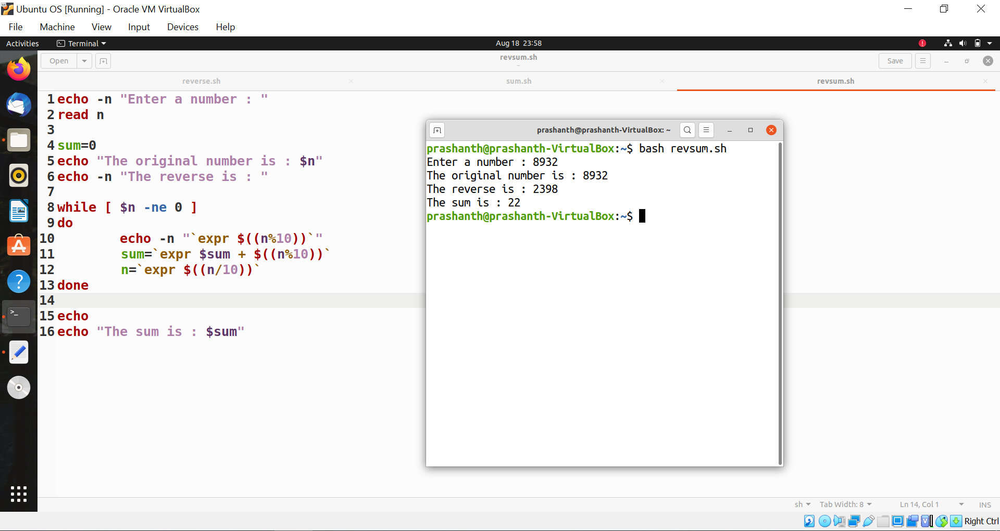 Ubuntu OS [Running] - Oracle VM VirtualBox
File Machine View Input Devices Help
Activities Terminal Aug 18 23:58
Open revsum.sh Save
~
reverse.sh sum.sh revsum.sh
1 echo -n "Enter a number : "
2 read n
3
4 sum=0
5 echo "The original number is : $n"
6 echo -n "The reverse is : "
7
8 while [ $n -ne 0 ]
9 do
10 echo -n "`expr $((n%10))`"
11 sum=`expr $sum + $((n%10))`
12 n=`expr $((n/10))`
13 done
14
15 echo
16 echo "The sum is : $sum"
prashanth@prashanth-VirtualBox: ~
prashanth@prashanth-VirtualBox:~$ bash revsum.sh
Enter a number : 8932
The original number is : 8932
The reverse is : 2398
The sum is : 22
prashanth@prashanth-VirtualBox:~$
sh Tab Width: 8 Ln 14, Col 1 INS
Right Ctrl